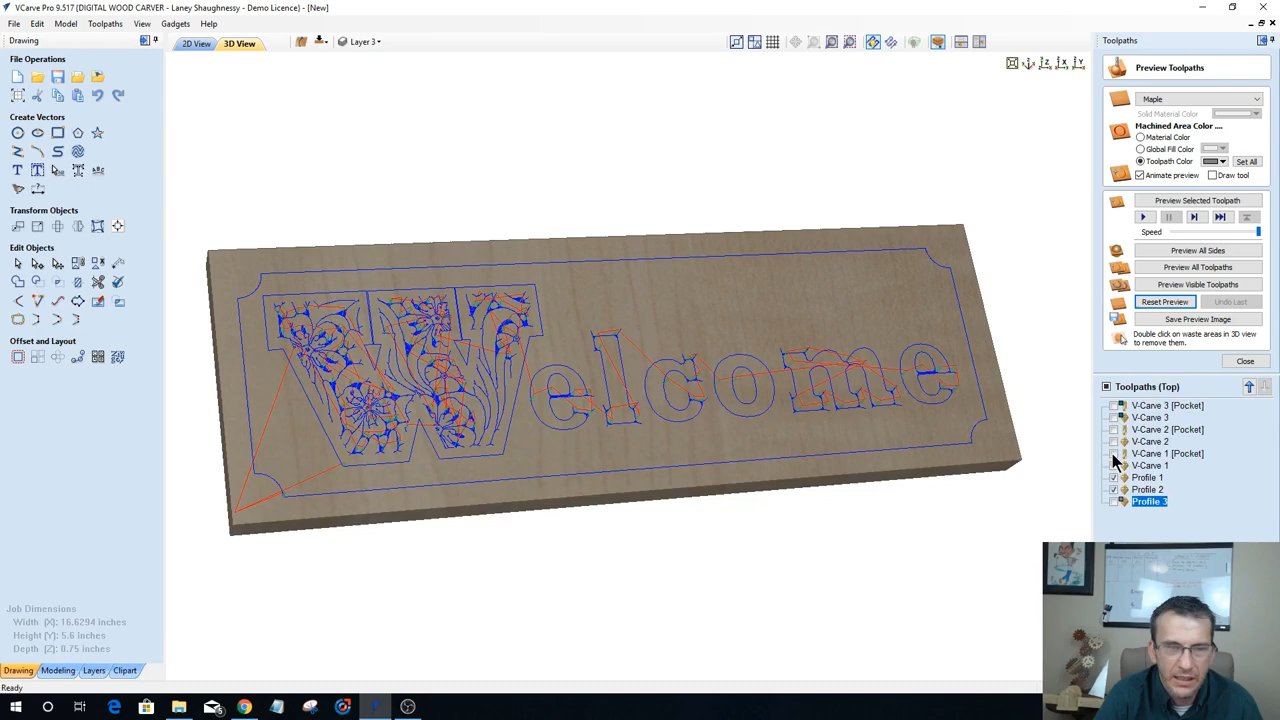 VCarve Pro 9.517 {DIGITAL WOOD CARVER - Laney Shaughnessy - Demo Licence} - [New]
File Edit Model Toolpaths View Gadgets Help
Drawing
2D View 3D View
Layer 3
Toolpaths
File Operations
Create Vectors
Transform Objects
Edit Objects
Offset and Layout
Job Dimensions
Width (X): 16.6294 inches
Height (Y): 5.6 inches
Depth (Z): 0.75 inches
Drawing Modeling Layers Clipart
Ready
Welcome
Preview Toolpaths
Maple
Solid Material Color
Machined Area Color ....
Material Color
Global Fill Color
Toolpath Color
Set All
Animate preview Draw tool
Preview Selected Toolpath
Speed
Preview All Sides
Preview All Toolpaths
Preview Visible Toolpaths
Reset Preview Undo Last
Save Preview Image
Double click on waste areas in 3D view
to remove them.
Close
Toolpaths (Top)
V-Carve 3 [Pocket]
V-Carve 3
V-Carve 2 [Pocket]
V-Carve 2
V-Carve 1 [Pocket]
V-Carve 1
Profile 1
Profile 2
Profile 3